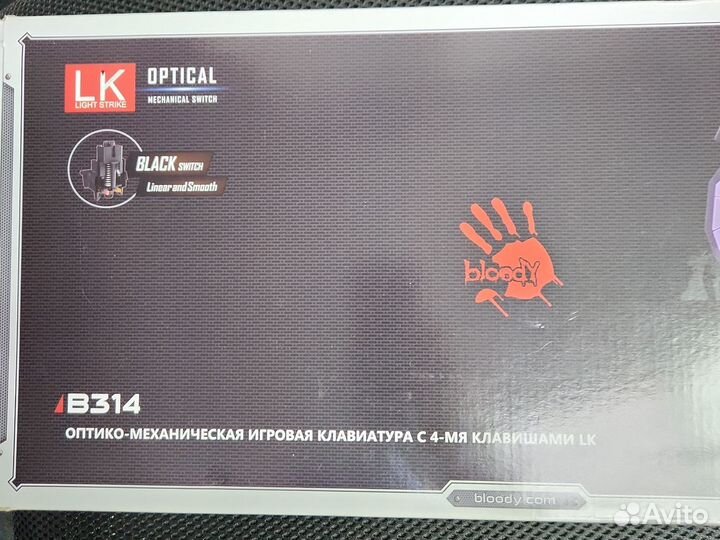 LK
LIGHT STRIKE
OPTICAL
MECHANICAL SWITCH
BLACK SWITCH
Linear and Smooth
bloody
B314
ОПТИКО-МЕХАНИЧЕСКАЯ ИГРОВАЯ КЛАВИАТУРА С 4-МЯ КЛАВИШАМИ LK
bloody.com
Avito